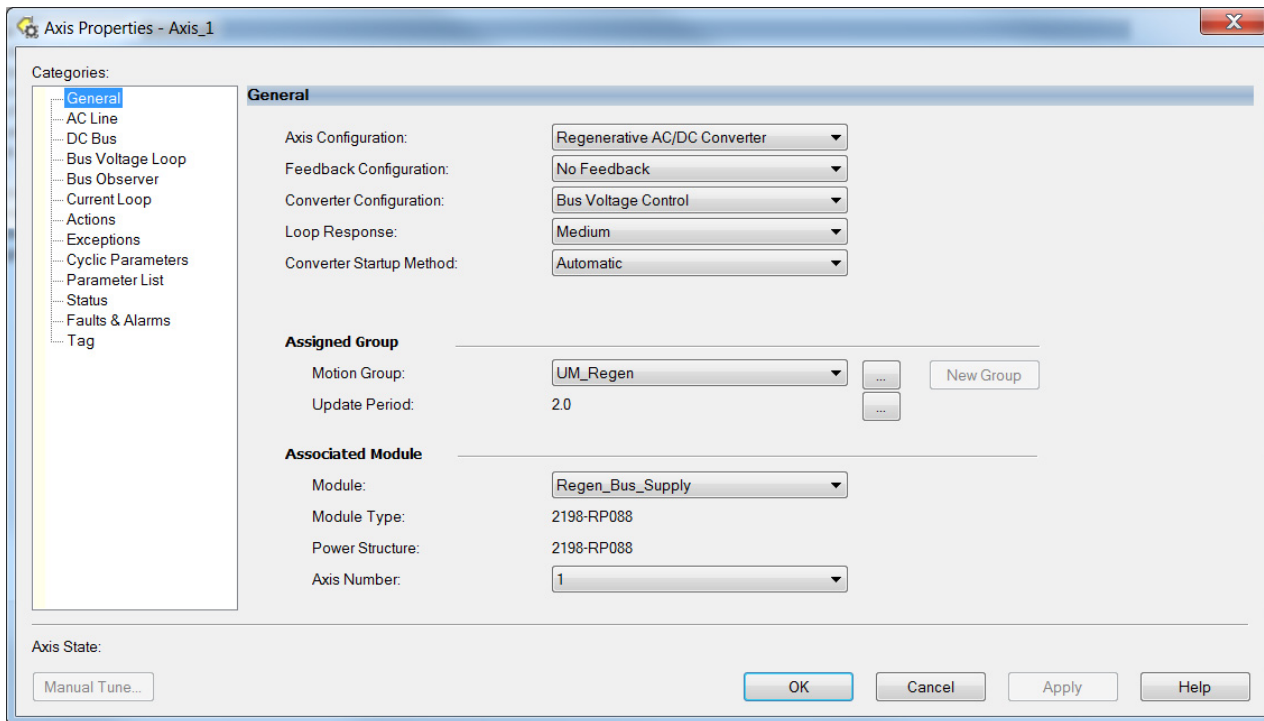 Axis Properties - Axis_1
Categories:
General
AC Line
DC Bus
Bus Voltage Loop
Bus Observer
Current Loop
Actions
Exceptions
Cyclic Parameters
Parameter List
Status
Faults & Alarms
Tag
General
Axis Configuration: Regenerative AC/DC Converter
Feedback Configuration: No Feedback
Converter Configuration: Bus Voltage Control
Loop Response: Medium
Converter Startup Method: Automatic
Assigned Group
Motion Group: UM_Regen ... New Group
Update Period: 2.0 ...
Associated Module
Module: Regen_Bus_Supply
Module Type: 2198-RP088
Power Structure: 2198-RP088
Axis Number: 1
Axis State:
Manual Tune... OK Cancel Apply Help